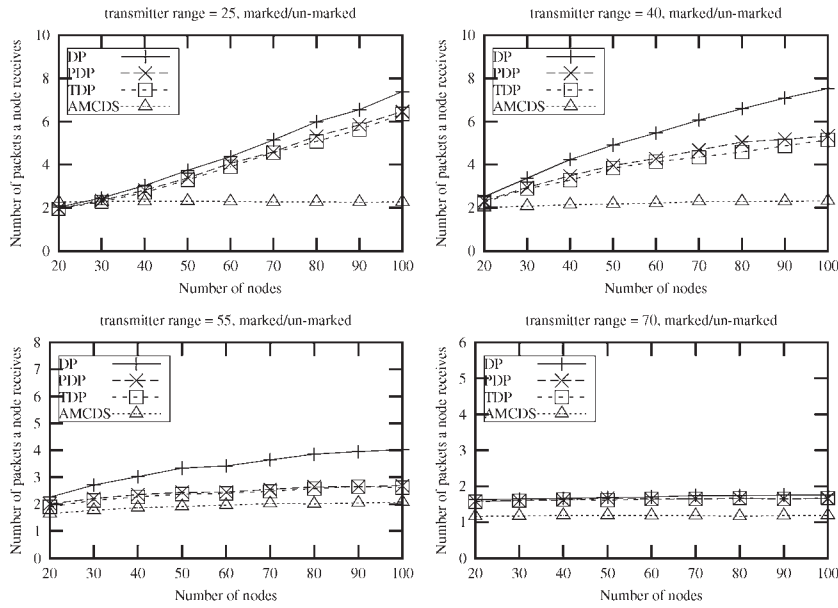 transmitter range = 25, marked/un-marked
Number of packets a node receives
10
8
6
4
2
0
DP
PDP
TDP
AMCDS
20 30 40 50 60 70 80 90 100
Number of nodes
transmitter range = 40, marked/un-marked
Number of packets a node receives
10
8
6
4
2
0
DP
PDP
TDP
AMCDS
20 30 40 50 60 70 80 90 100
Number of nodes
transmitter range = 55, marked/un-marked
Number of packets a node receives
8
7
6
5
4
3
2
1
0
DP
PDP
TDP
AMCDS
20 30 40 50 60 70 80 90 100
Number of nodes
transmitter range = 70, marked/un-marked
Number of packets a node receives
6
5
4
3
2
1
0
DP
PDP
TDP
AMCDS
20 30 40 50 60 70 80 90 100
Number of nodes